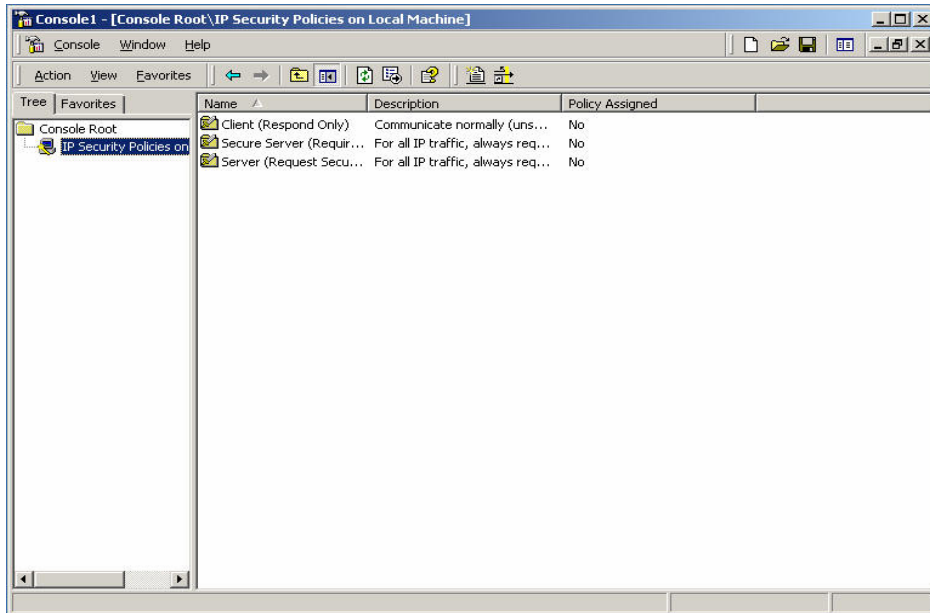 Console1 - [Console Root\IP Security Policies on Local Machine]
Console Window Help
Action View Favorites
Tree Favorites
Name Description Policy Assigned
Console Root
IP Security Policies on
Client (Respond Only) Communicate normally (uns... No
Secure Server (Requir... For all IP traffic, always req... No
Server (Request Secu... For all IP traffic, always req... No